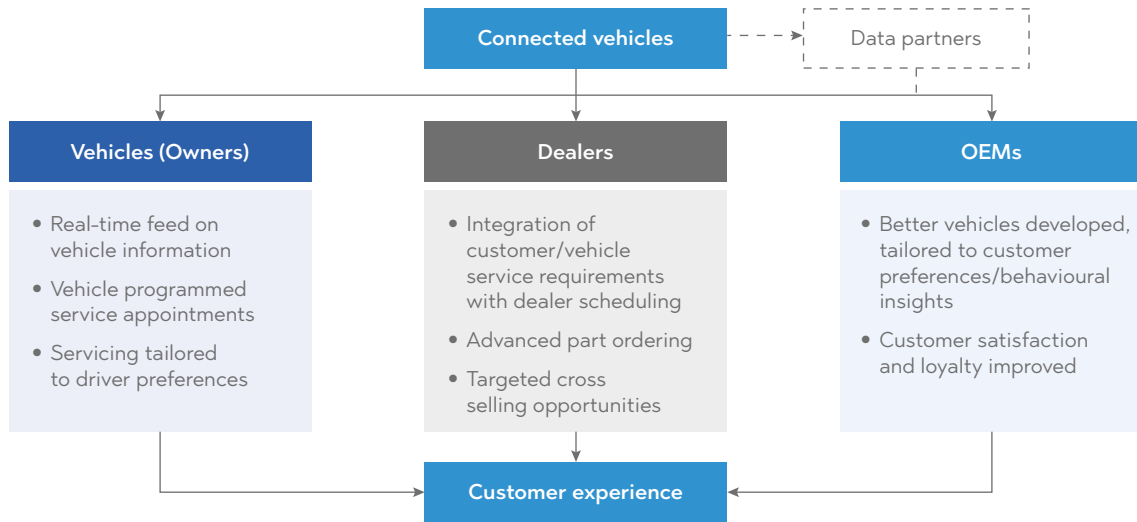 Connected vehicles
Data partners
Vehicles (Owners)
• Real-time feed on
vehicle information
• Vehicle programmed
service appointments
• Servicing tailored
to driver preferences
Dealers
• Integration of
customer/vehicle
service requirements
with dealer scheduling
• Advanced part ordering
• Targeted cross
selling opportunities
OEMs
• Better vehicles developed,
tailored to customer
preferences/behavioural
insights
• Customer satisfaction
and loyalty improved
Customer experience